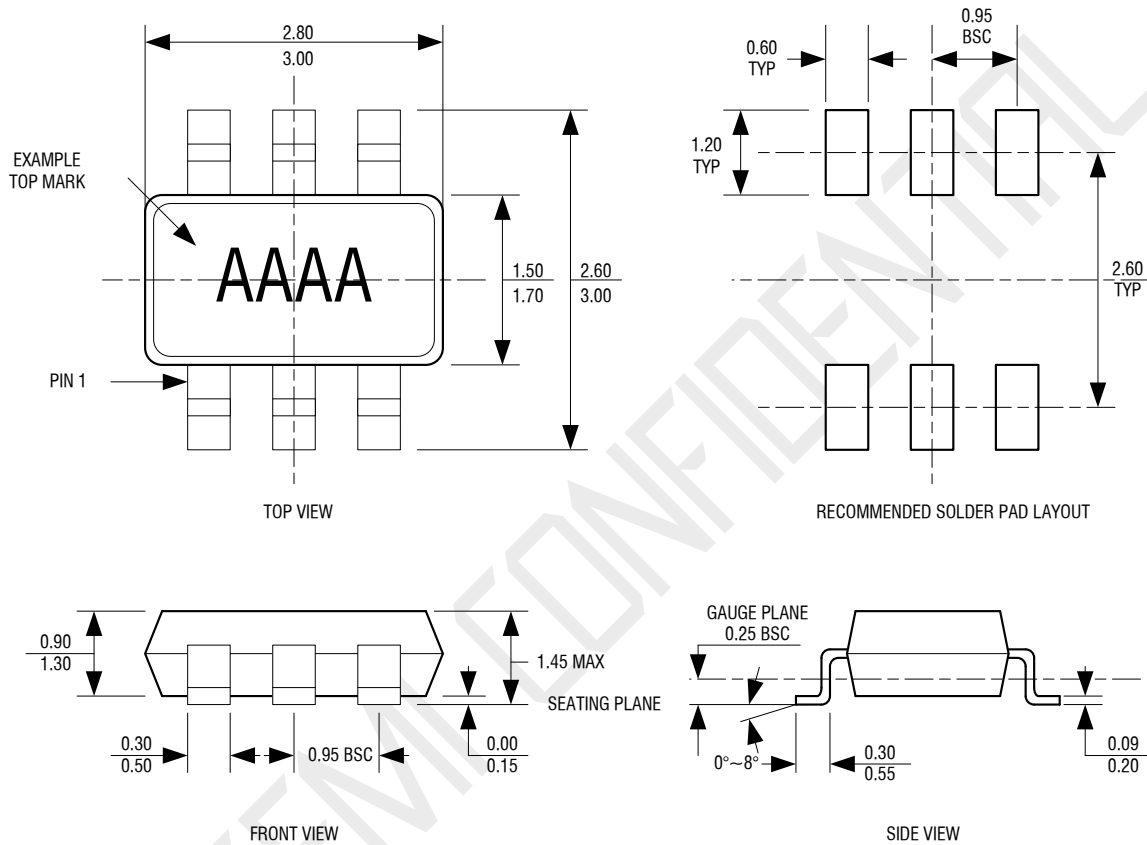 2.80
3.00
0.60
TYP
0.95
BSC
EXAMPLE
TOP MARK
1.20
TYP
AAAA
1.50
1.70
2.60
3.00
2.60
TYP
PIN 1
TOP VIEW
RECOMMENDED SOLDER PAD LAYOUT
0.90
1.30
1.45 MAX
SEATING PLANE
0.30
0.50
0.95 BSC
0.00
0.15
FRONT VIEW
GAUGE PLANE
0.25 BSC
0°~8°
0.30
0.55
0.09
0.20
SIDE VIEW
CONFIDENTIAL